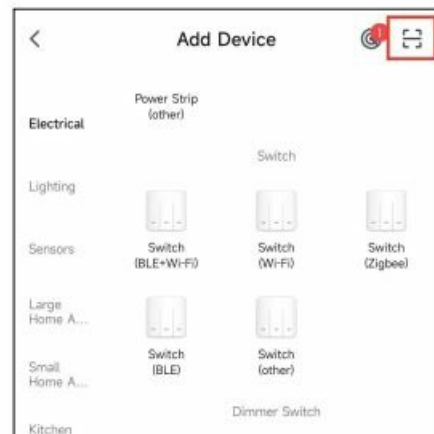 Add Device
1
Power Strip
(other)
Electrical
Switch
Lighting
Sensors
Switch
(BLE+Wi-Fi)
Switch
(Wi-Fi)
Switch
(Zigbee)
Large
Home A...
Switch
(BLE)
Switch
(other)
Small
Home A...
Dimmer Switch
Kitchen